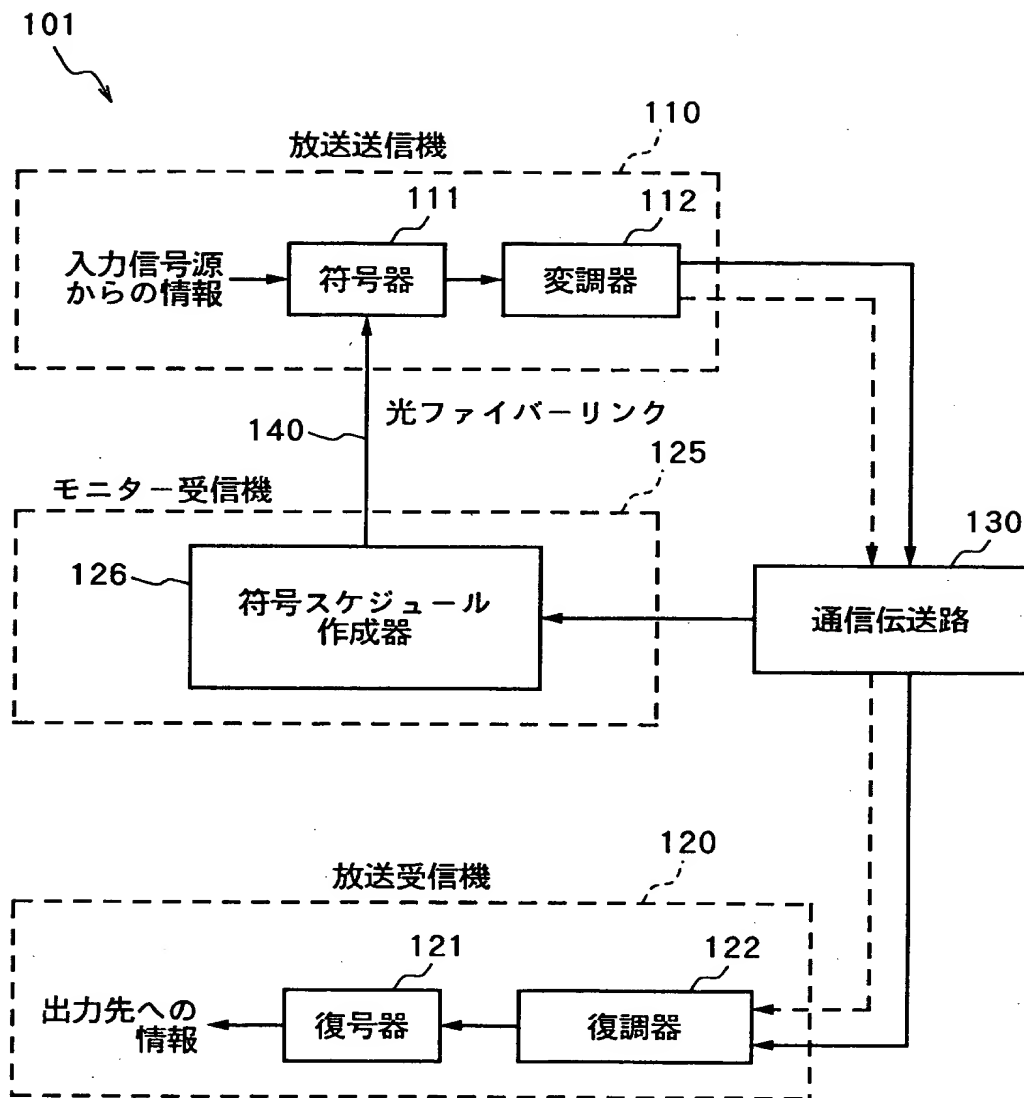 101
110
放送送信機
111
112
入力信号源
からの情報
符号器
変調器
光ファイバーリンク
140
125
モニター受信機
130
126
符号スケジュール
作成器
通信伝送路
120
放送受信機
121
122
出力先への
情報
復号器
復調器